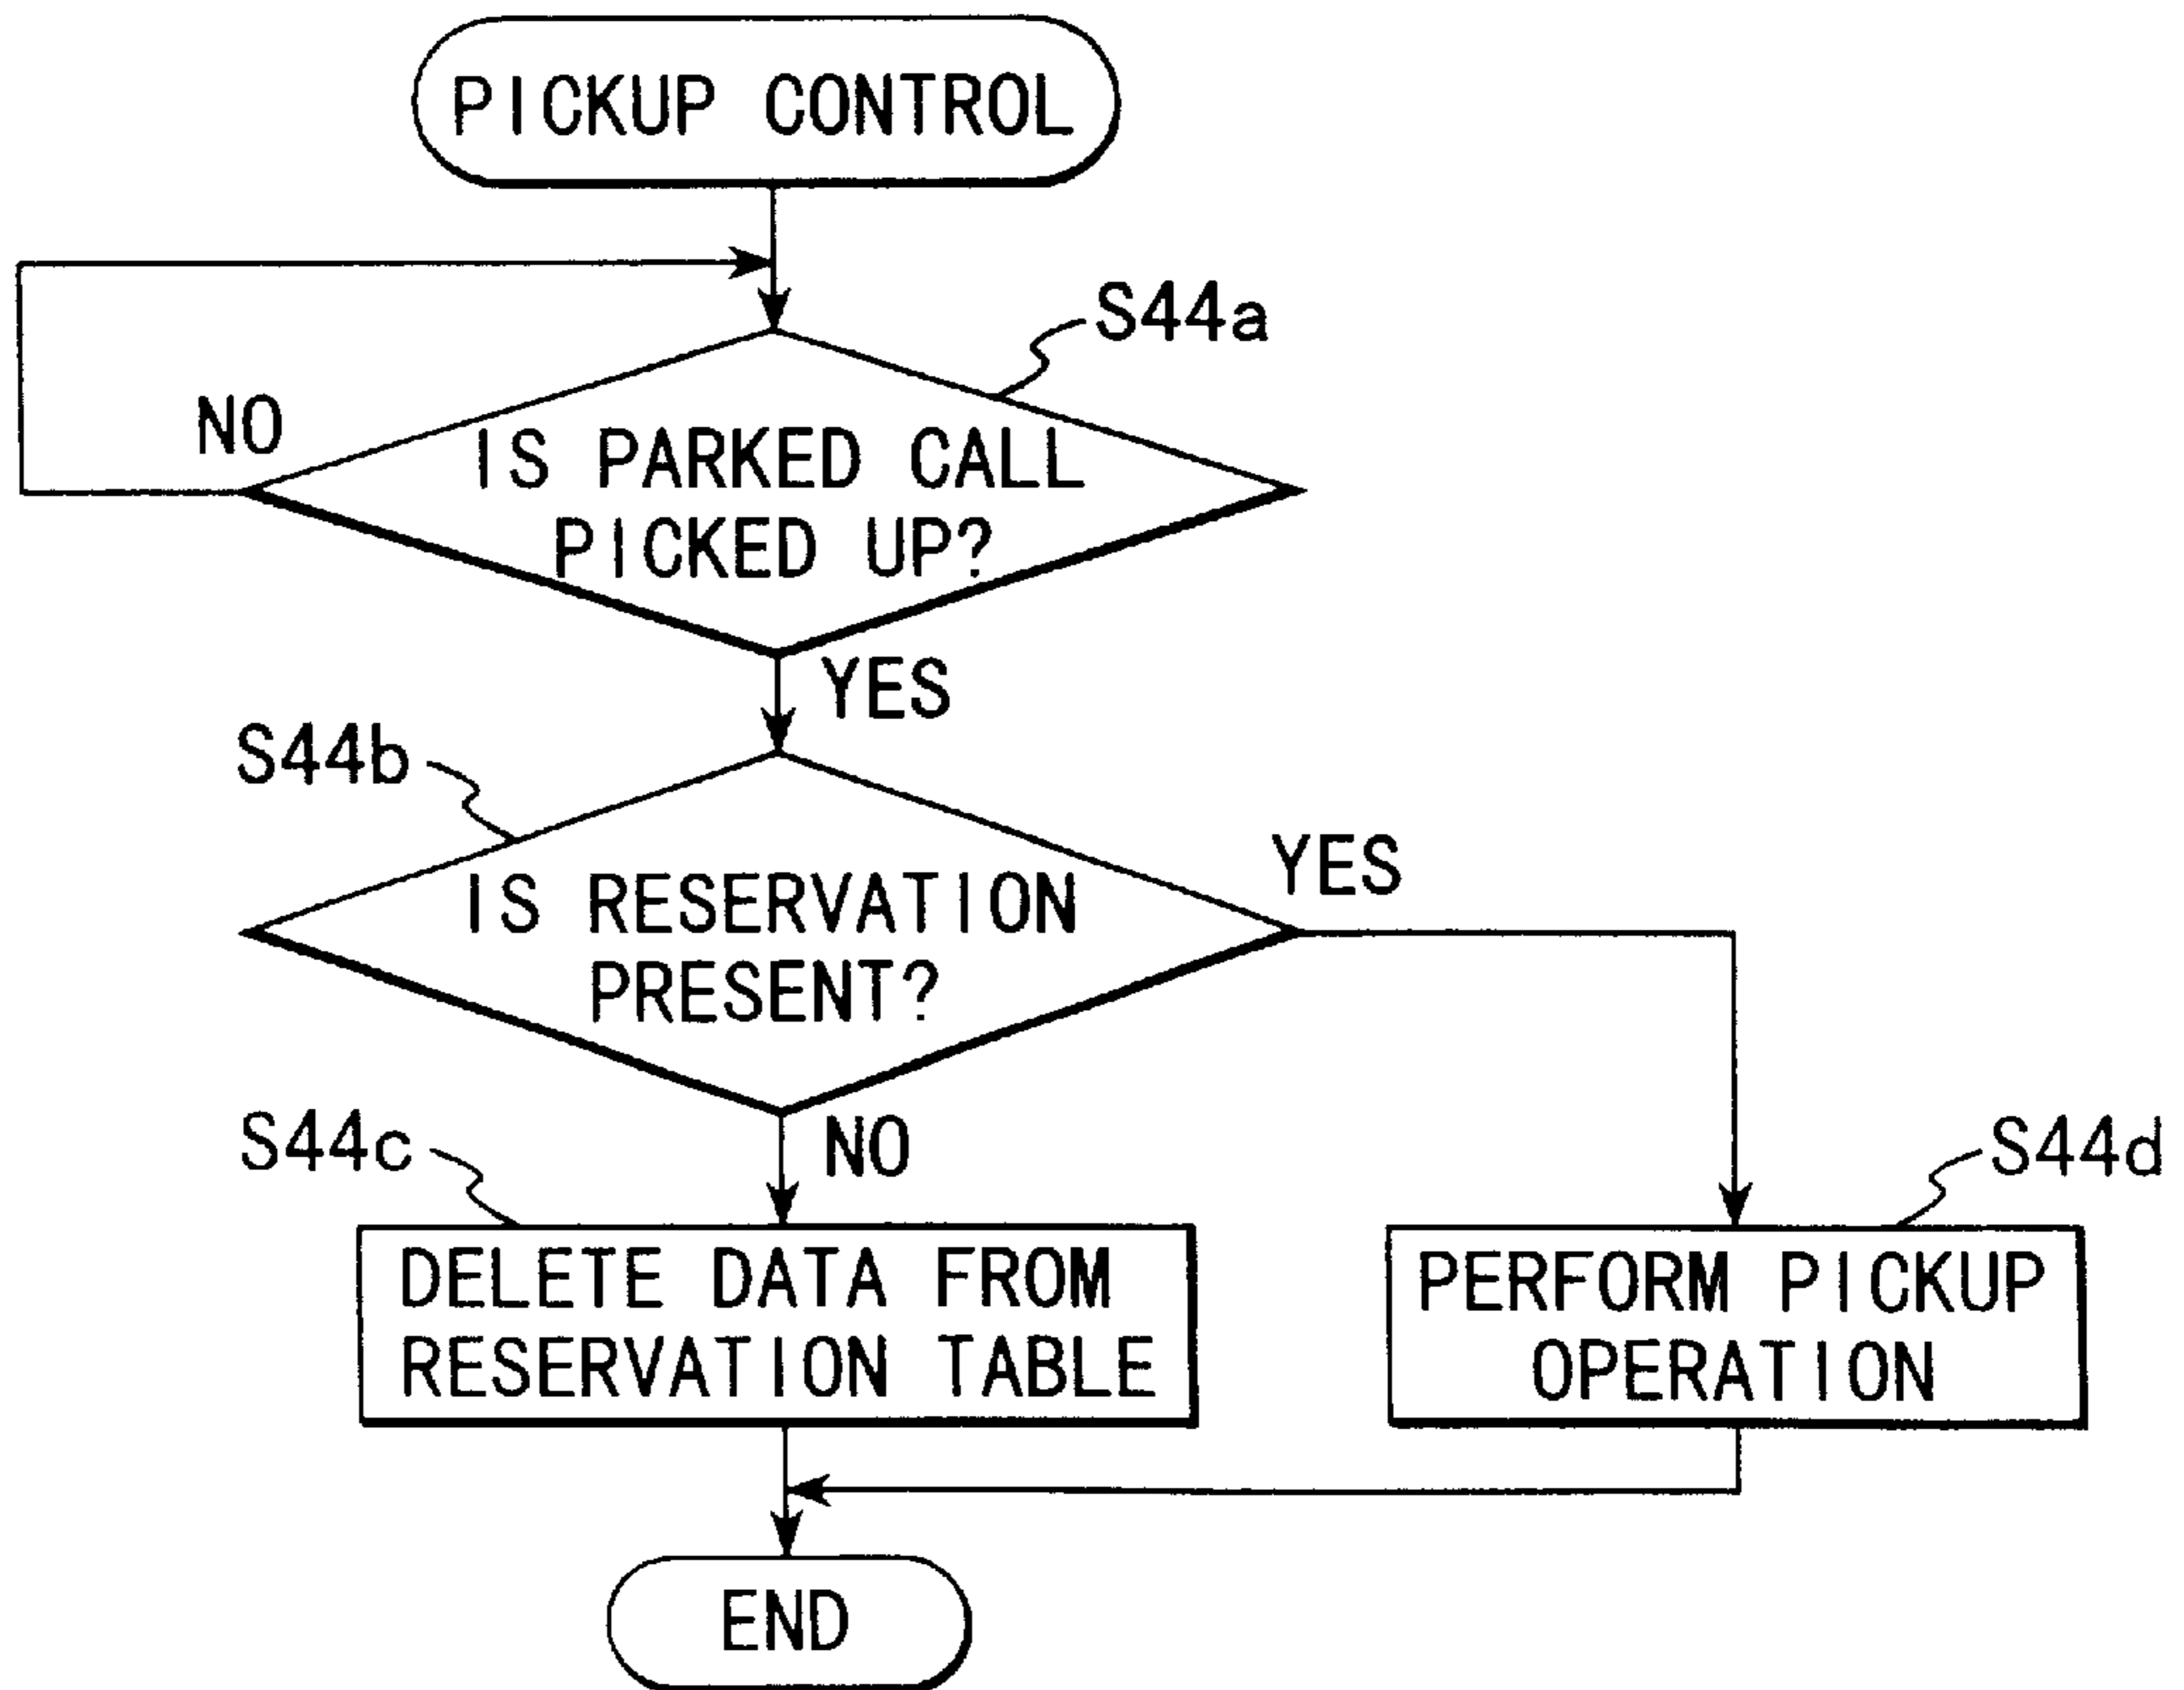 PICKUP CONTROL
S44a
NO
IS PARKED CALL
PICKED UP?
YES
S44b
YES
IS RESERVATION
PRESENT?
S44c
NO
S44d
DELETE DATA FROM
RESERVATION TABLE
PERFORM PICKUP
OPERATION
END